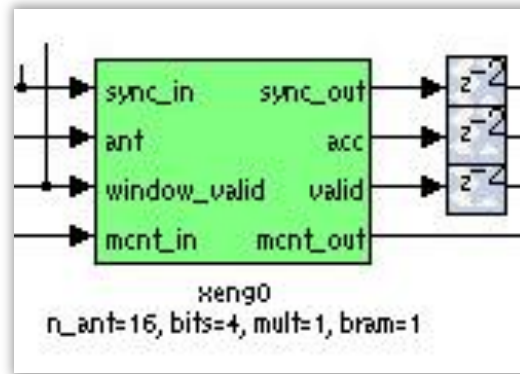 sync_in sync_out z⁻²
ant acc z⁻²
window_valid valid z⁻²
mcnt_in mcnt_out
xeng0
n_ant=16, bits=4, mult=1, bram=1